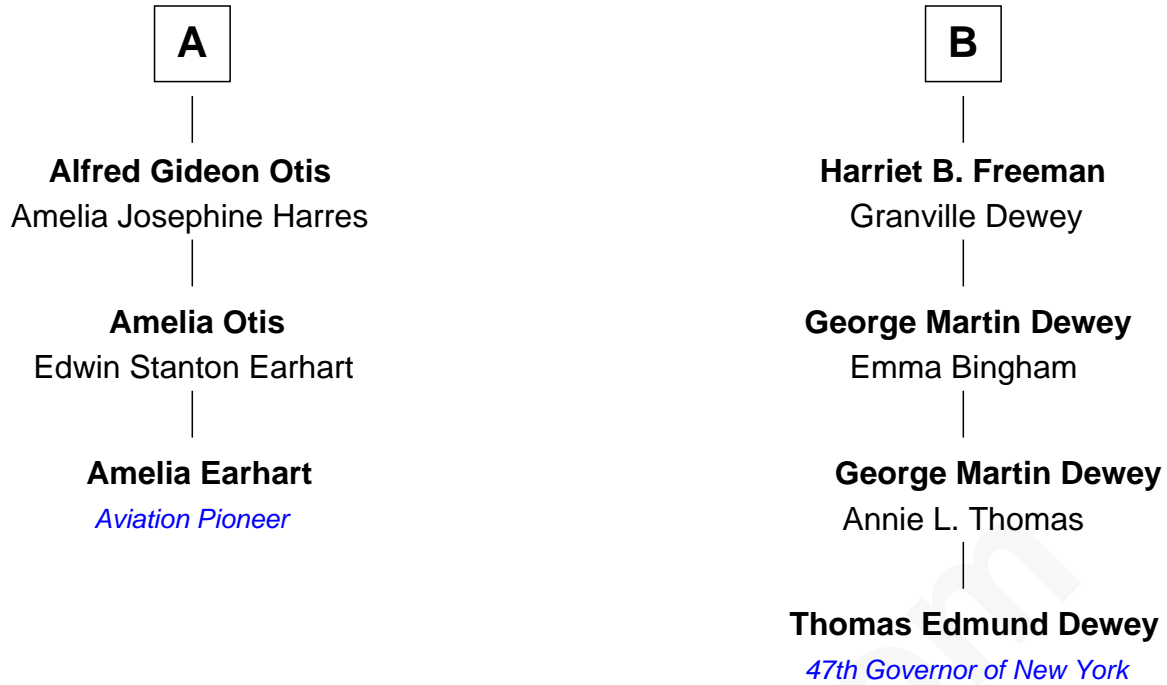 A
Alfred Gideon Otis
Amelia Josephine Harres
Amelia Otis
Edwin Stanton Earhart
Amelia Earhart
Aviation Pioneer
B
Harriet B. Freeman
Granville Dewey
George Martin Dewey
Emma Bingham
George Martin Dewey
Annie L. Thomas
Thomas Edmund Dewey
47th Governor of New York